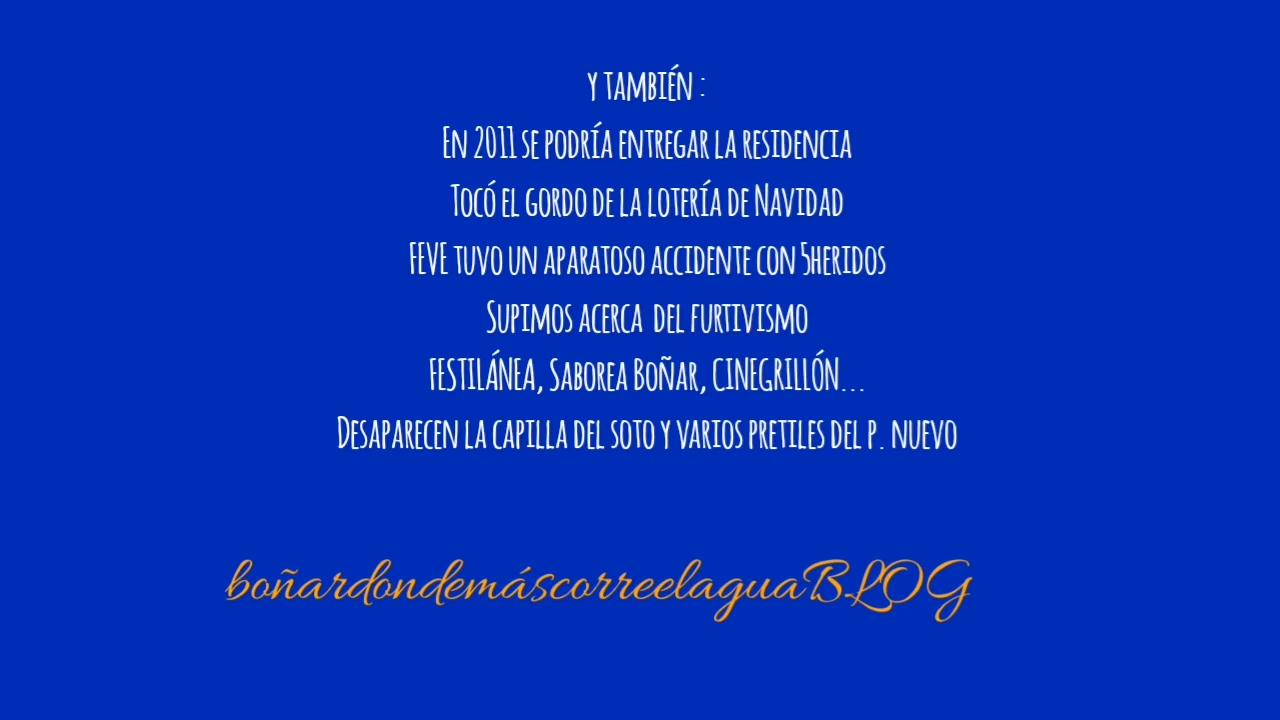 y también :
En 2011 se podría entregar la residencia
Tocó el gordo de la lotería de Navidad
FEVE tuvo un aparatoso accidente con 5heridos
Supimos acerca  del furtivismo
FESTILÁNEA, Saborea Boñar, CINEGRILLÓN...
Desaparecen la capilla del soto y varios pretiles del p. nuevo
boñardondemáscorreelaguaBLOG